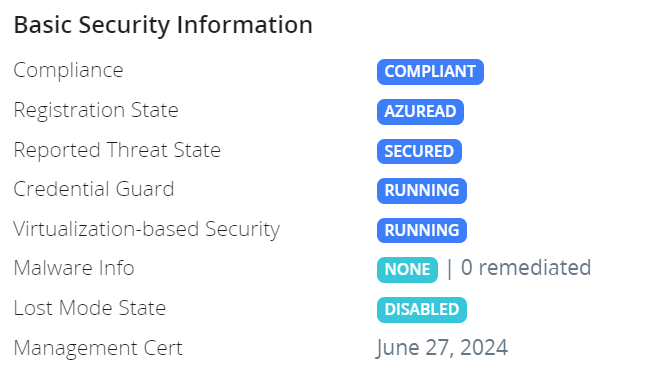 Basic Security Information
Compliance COMPLIANT
Registration State AZUREAD
Reported Threat State SECURED
Credential Guard RUNNING
Virtualization-based Security RUNNING
Malware Info NONE | 0 remediated
Lost Mode State DISABLED
Management Cert June 27, 2024